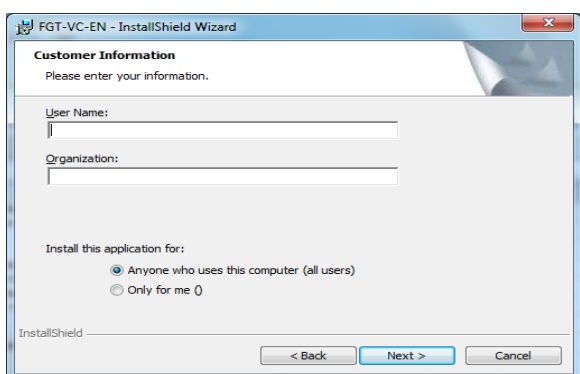 FGT-VC-EN - InstallShield Wizard
Customer Information
Please enter your information.
User Name:
Organization:
Install this application for:
Anyone who uses this computer (all users)
Only for me ()
InstallShield
< Back
Next >
Cancel